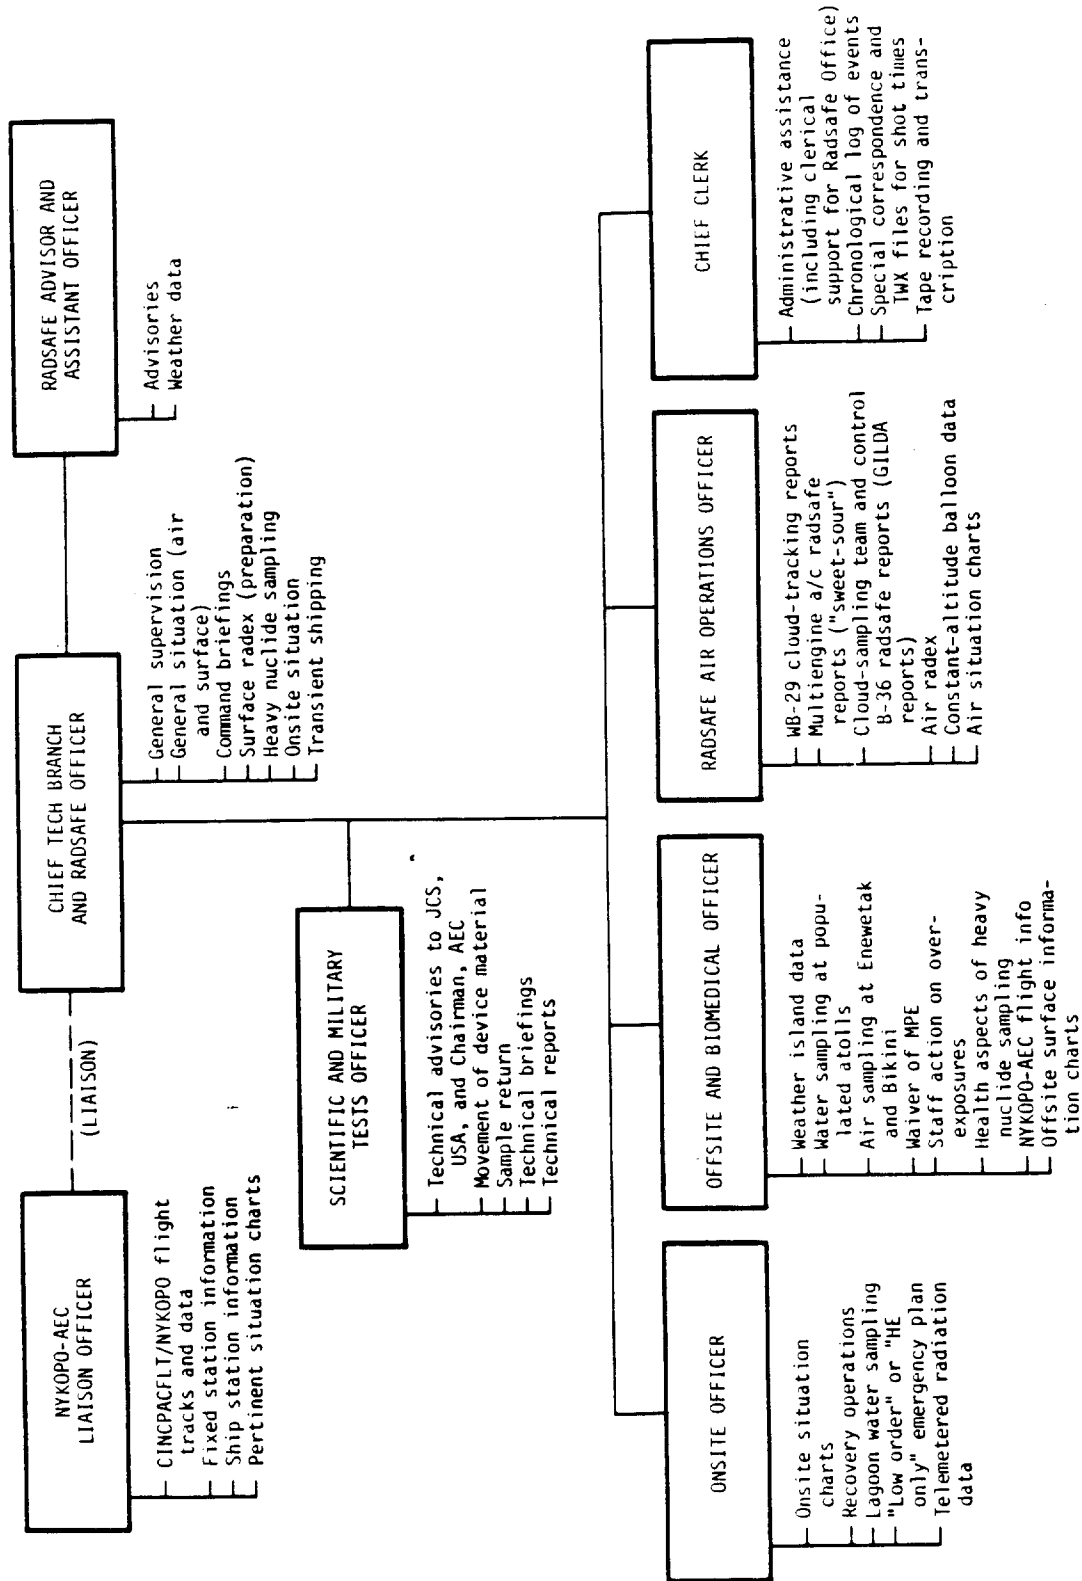 NYKOPO-AEC
LIAISON OFFICER
CINCPACFLT/NYKOPO flight
tracks and data
Fixed station information
Ship station information
Pertinent situation charts
(LIAISON)
CHIEF TECH BRANCH
AND RADSAFE OFFICER
General supervision
General situation (air
and surface)
Command briefings
Surface radex (preparation)
Heavy nuclide sampling
Onsite situation
Transient shipping
RADSAFE ADVISOR AND
ASSISTANT OFFICER
Advisories
Weather data
SCIENTIFIC AND MILITARY
TESTS OFFICER
Technical advisories to JCS,
USA, and Chairman, AEC
Movement of device material
Sample return
Technical briefings
Technical reports
ONSITE OFFICER
Onsite situation
charts
Recovery operations
Lagoon water sampling
"Low order" or "HE
only" emergency plan
Telemetered radiation
data
OFFSITE AND BIOMEDICAL OFFICER
Weather island data
Water sampling at popu-
lated atolls
Air sampling at Enewetak
and Bikini
Waiver of MPE
Staff action on over-
exposures
Health aspects of heavy
nuclide sampling
NYKOPO-AEC flight info
Offsite surface informa-
tion charts
RADSAFE AIR OPERATIONS OFFICER
WB-29 cloud-tracking reports
Multiengine a/c radsafe
reports ("sweet-sour")
Cloud-sampling team and control
B-36 radsafe reports (GILDA
reports)
Air radex
Constant-altitude balloon data
Air situation charts
CHIEF CLERK
Administrative assistance
(including clerical
support for Radsafe Office)
Chronological log of events
Special correspondence and
TWX files for shot times
Tape recording and trans-
cription